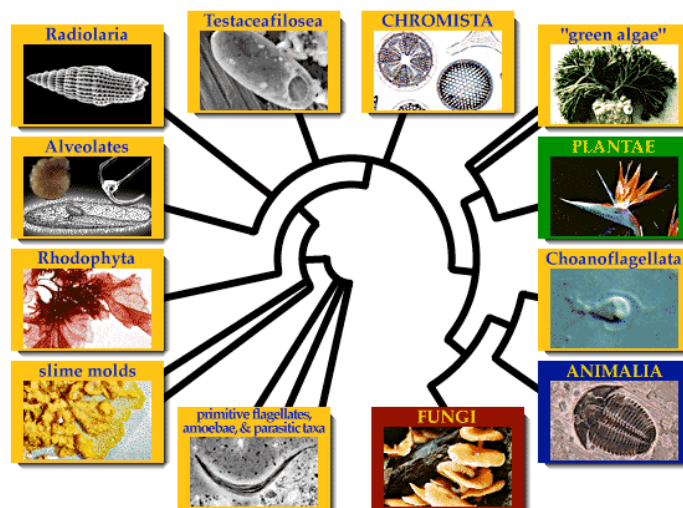 Radiolaria
Testaceafilosea
CHROMISTA
"green algae"
Alveolates
PLANTAE
Rhodophyta
Choanoflagellata
slime molds
primitive flagellates,
amoebae, & parasitic taxa
FUNGI
ANIMALIA